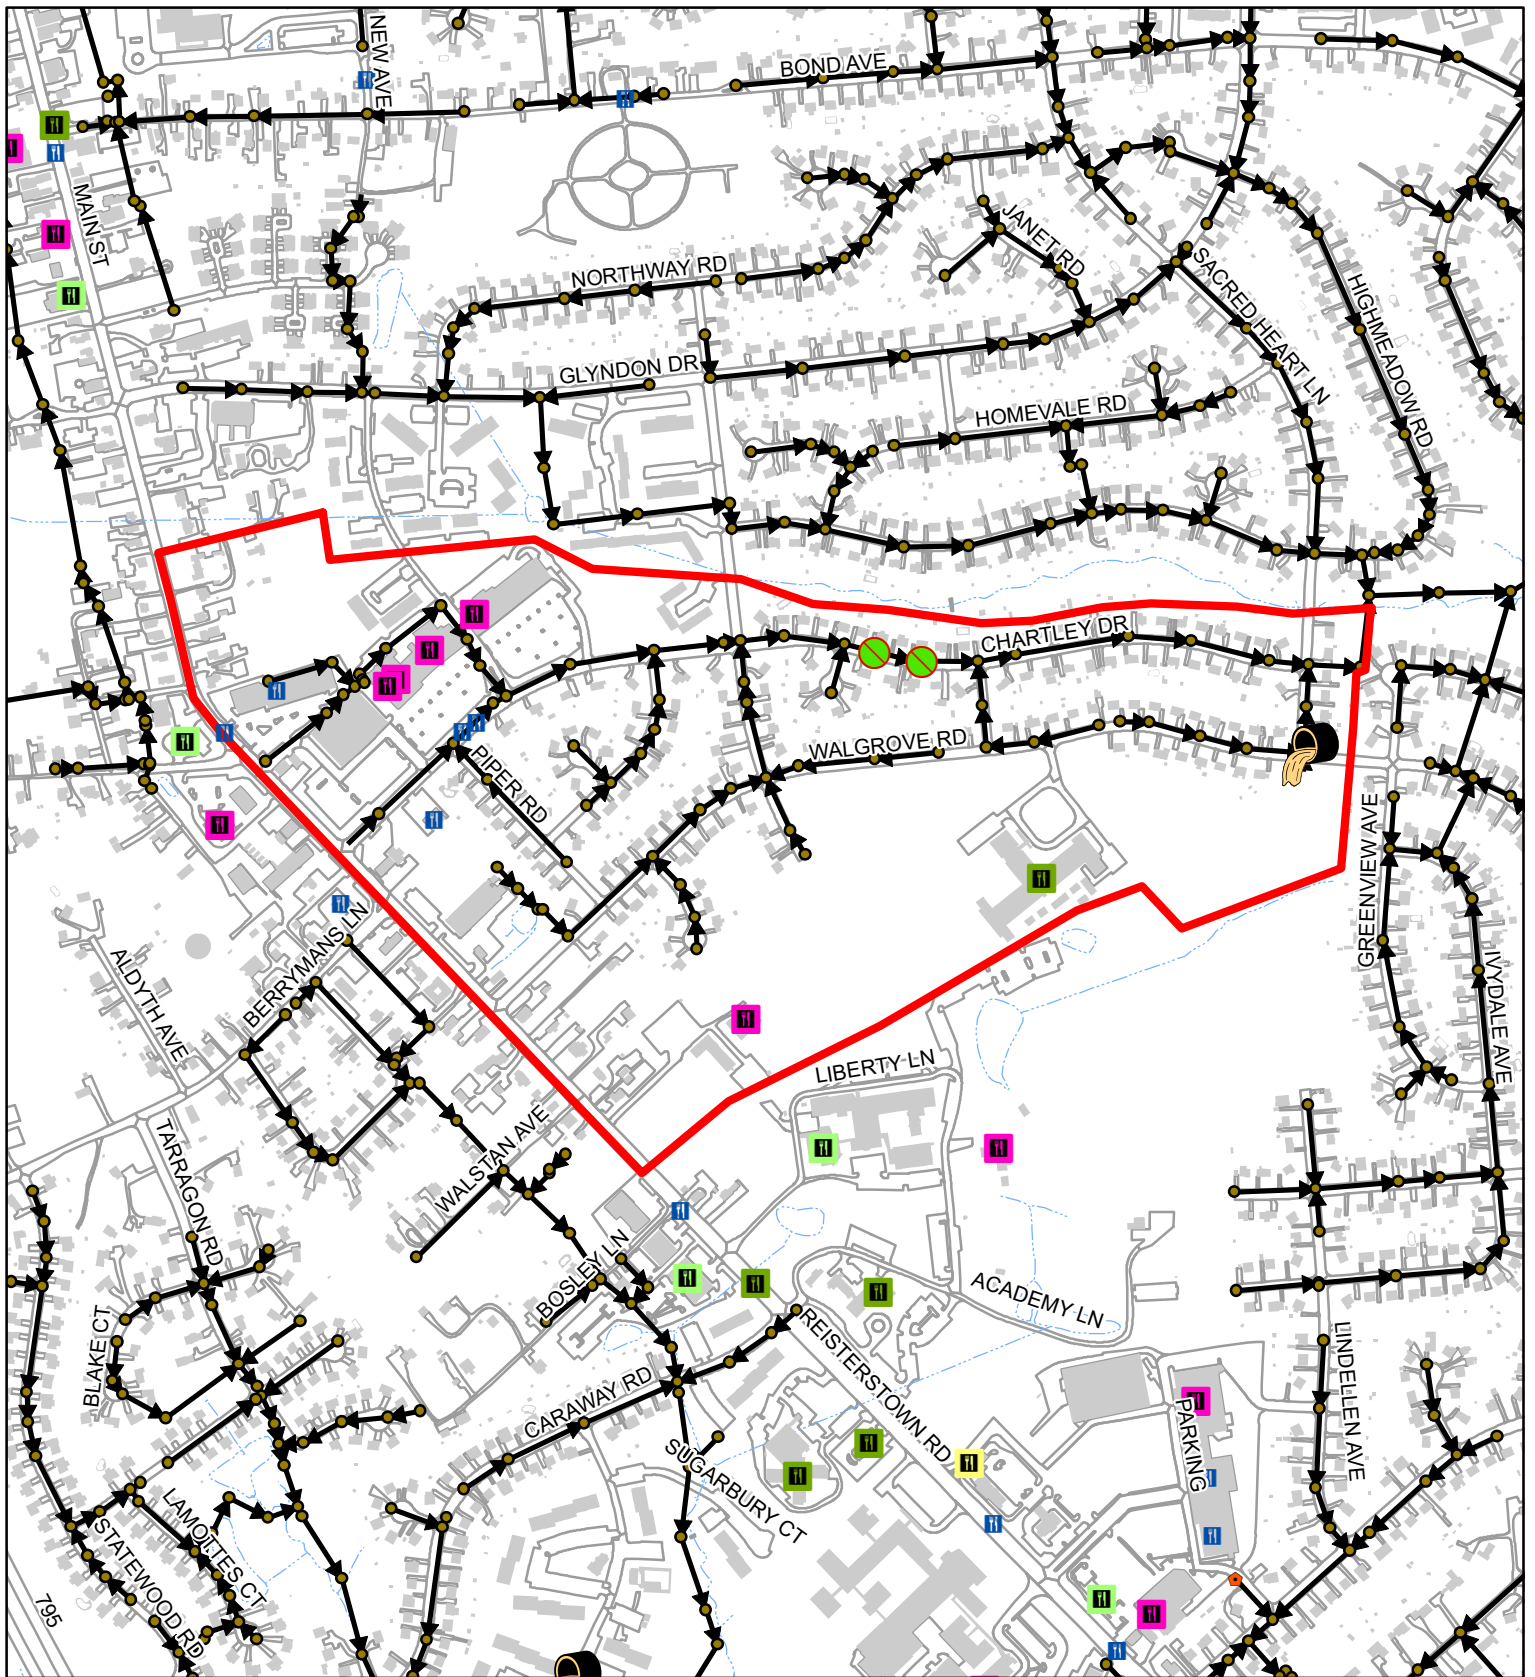 NEW AVE
BOND AVE
MAIN ST
JANET RD
NORTHWAY RD
SACRED HEART LN
HIGHMEADOW RD
GLYNDON DR
HOMEVALE RD
CHARTLEY DR
WALGROVE RD
PIPER RD
GREENVIEW AVE
BERRYMANS LN
ALDYTH AVE
IVYDALE AVE
LIBERTY LN
WALSTAN AVE
TARRAGON RD
BOSLEY LN
ACADEMY LN
BLAKE CT
REISTERSTOWN RD
LINDELLEN AVE
CARAWAY RD
PARKING
SUGARBURY CT
LAMOTTES CT
STATEWOOD RD
795